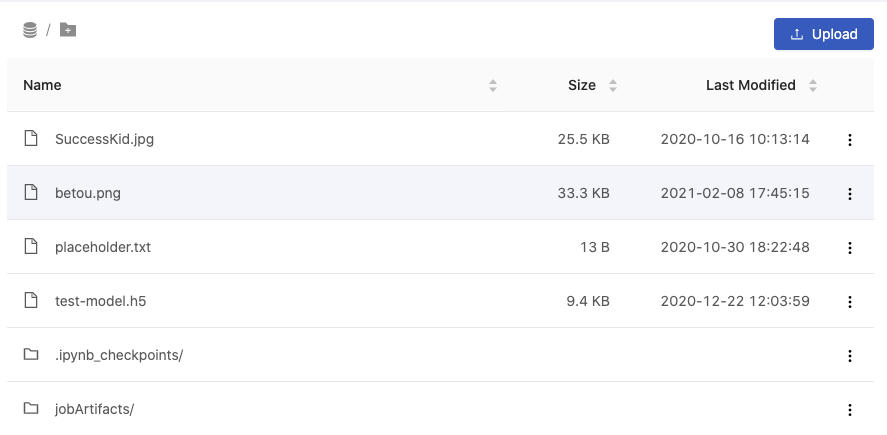 /
Upload
Name Size Last Modified
SuccessKid.jpg 25.5 KB 2020-10-16 10:13:14
betou.png 33.3 KB 2021-02-08 17:45:15
placeholder.txt 13 B 2020-10-30 18:22:48
test-model.h5 9.4 KB 2020-12-22 12:03:59
.ipynb_checkpoints/
jobArtifacts/